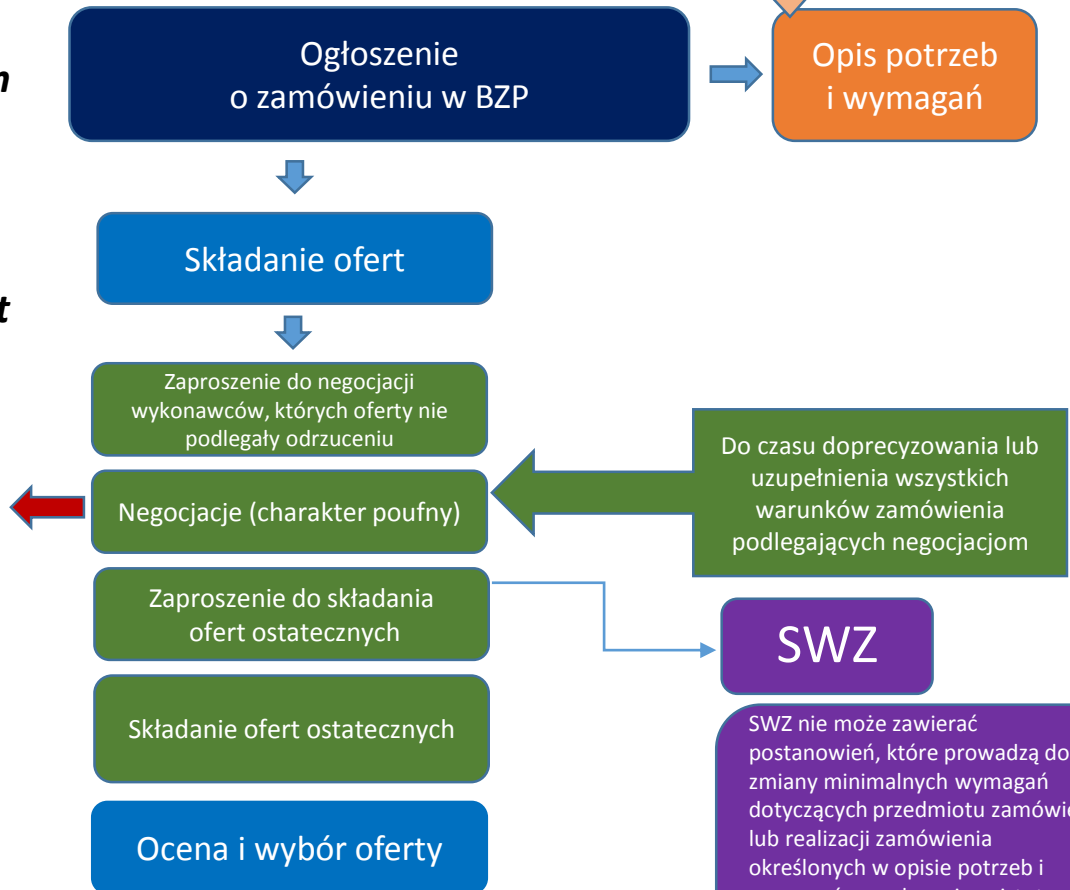 Ogłoszenie
o zamówieniu w BZP
Opis potrzeb
i wymagań
Składanie ofert
Zaproszenie do negocjacji
wykonawców, których oferty nie
podlegały odrzuceniu
Negocjacje (charakter poufny)
Do czasu doprecyzowania lub
uzupełnienia wszystkich
warunków zamówienia
podlegających negocjacjom
Zaproszenie do składania
ofert ostatecznych
SWZ
Składanie ofert ostatecznych
SWZ nie może zawierać
postanowień, które prowadzą do
zmiany minimalnych wymagań
dotyczących przedmiotu
lub realizacji zamówienia
określonych w opisie potrzeb i
Ocena i wybór oferty